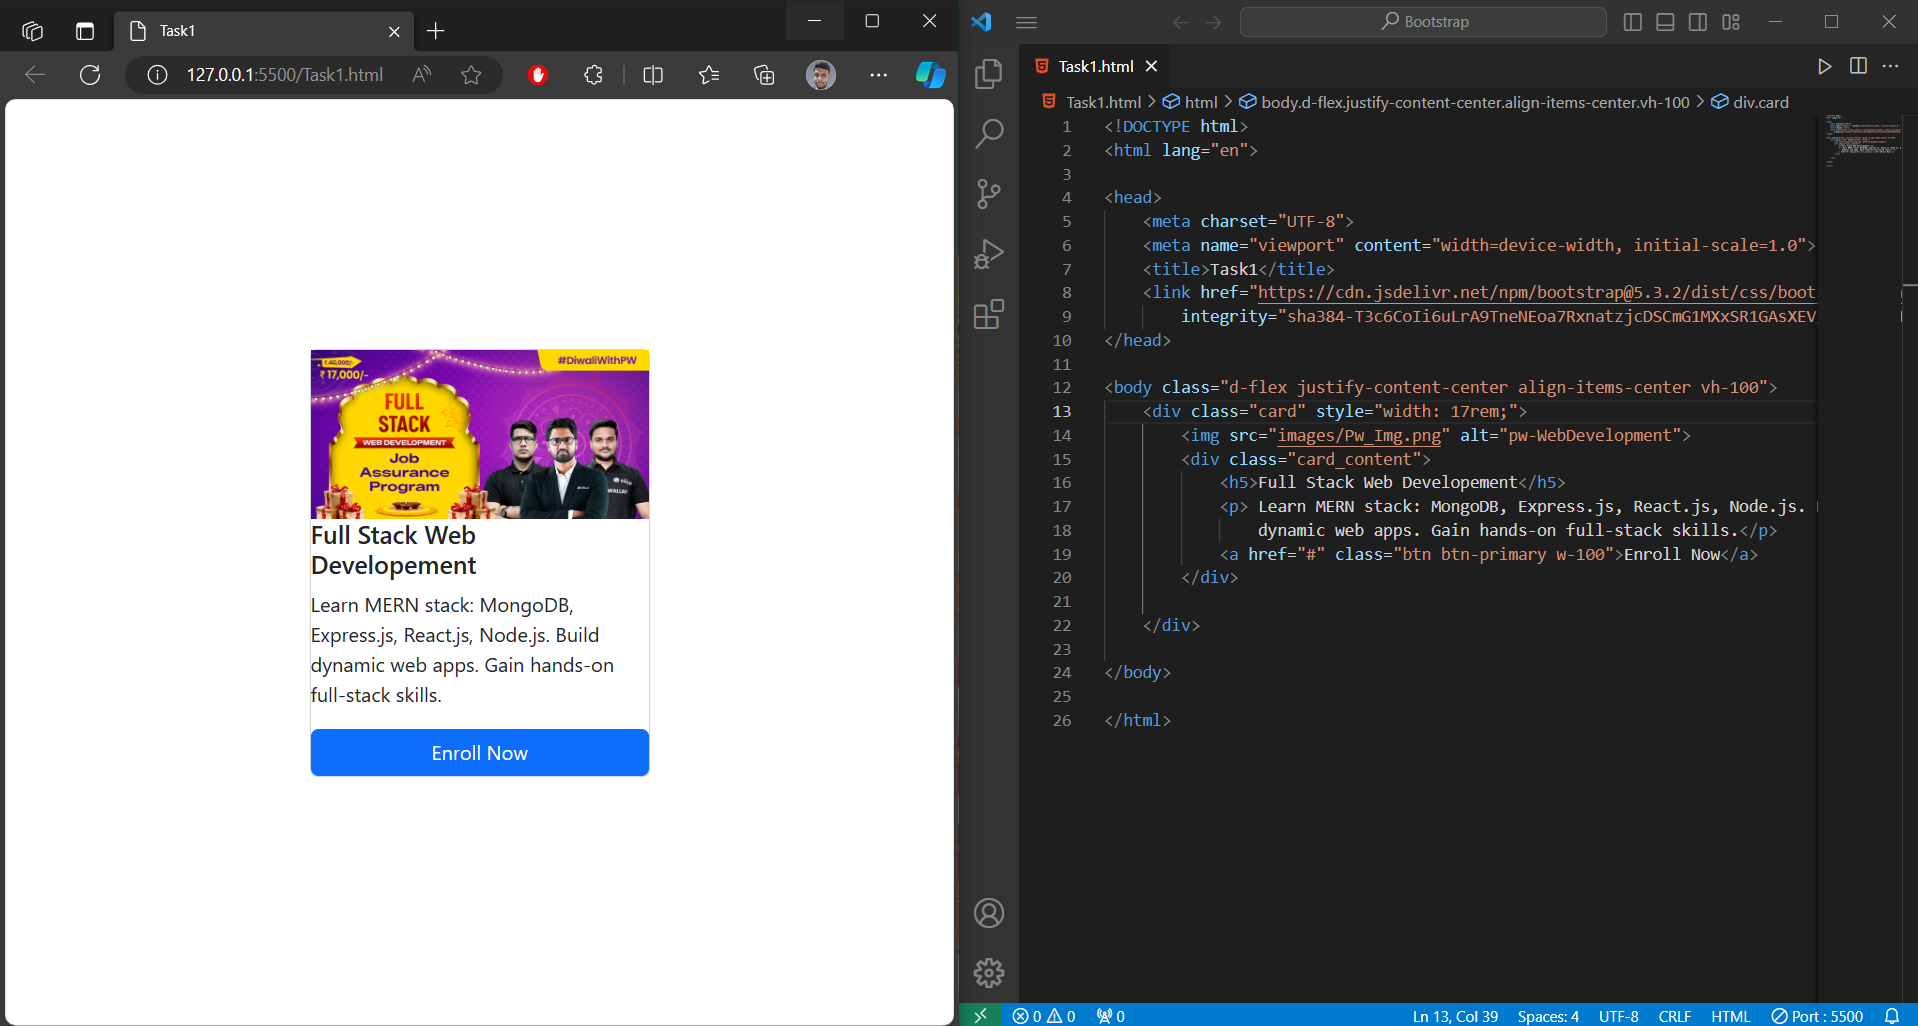 Task1
127.0.0.1:5500/Task1.html
₹ 40,000/-
₹ 17,000/-
#DiwaliWithPW
FULL
STACK
WEB DEVELOPMENT
Job
Assurance
Program
Full Stack Web
Developement
Learn MERN stack: MongoDB,
Express.js, React.js, Node.js. Build
dynamic web apps. Gain hands-on
full-stack skills.
Enroll Now
Bootstrap
Task1.html
Task1.html > html > body.d-flex.justify-content-center.align-items-center.vh-100 > div.card
1 <!DOCTYPE html>
2 <html lang="en">
3
4 <head>
5 <meta charset="UTF-8">
6 <meta name="viewport" content="width=device-width, initial-scale=1.0">
7 <title>Task1</title>
8 <link href="https://cdn.jsdelivr.net/npm/bootstrap@5.3.2/dist/css/boot
9 integrity="sha384-T3c6CoIi6uLrA9TneNEoa7RxnatzjcDSCmG1MXxSR1GAsXEV
10 </head>
11
12 <body class="d-flex justify-content-center align-items-center vh-100">
13 <div class="card" style="width: 17rem;">
14 <img src="images/Pw_Img.png" alt="pw-WebDevelopment">
15 <div class="card_content">
16 <h5>Full Stack Web Developement</h5>
17 <p> Learn MERN stack: MongoDB, Express.js, React.js, Node.js.
18 dynamic web apps. Gain hands-on full-stack skills.</p>
19 <a href="#" class="btn btn-primary w-100">Enroll Now</a>
20 </div>
21
22 </div>
23
24 </body>
25
26 </html>
0 0 0 Ln 13, Col 39 Spaces: 4 UTF-8 CRLF HTML Port : 5500